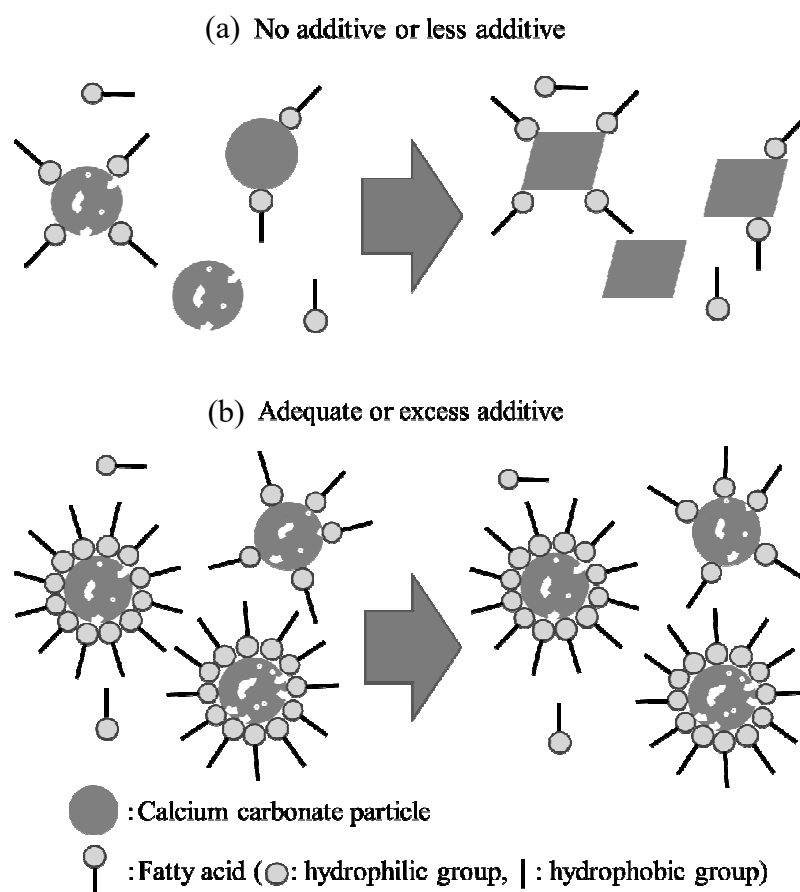 (a) No additive or less additive
(b) Adequate or excess additive
: Calcium carbonate particle
: Fatty acid ( : hydrophilic group, | : hydrophobic group)